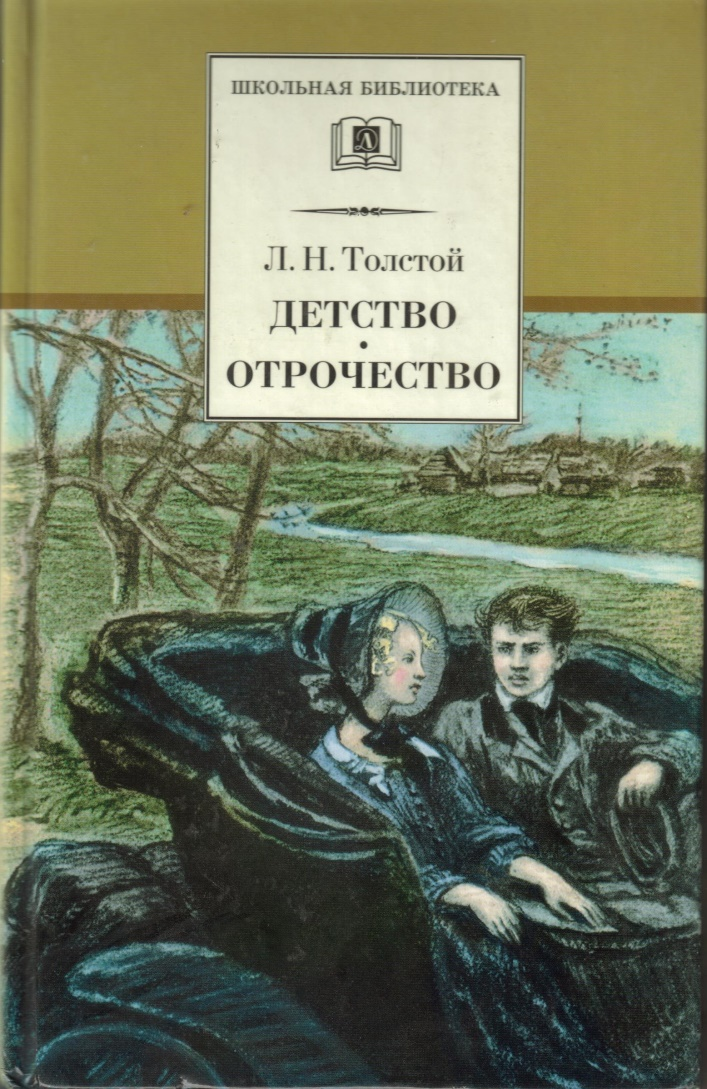 ШКОЛЬНАЯ БИБЛИОТЕКА
Д
Л. Н. Толстой
ДЕТСТВО
•
ОТРОЧЕСТВО